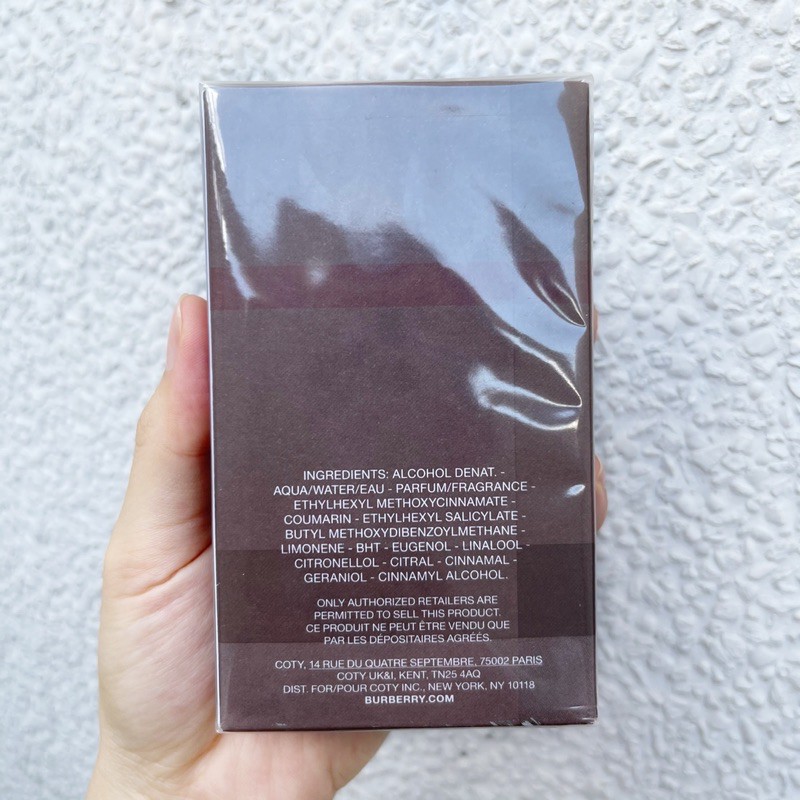 INGREDIENTS: ALCOHOL DENAT. -
AQUA/WATER/EAU - PARFUM/FRAGRANCE -
ETHYLHEXYL METHOXYCINNAMATE -
COUMARIN - ETHYLHEXYL SALICYLATE -
BUTYL METHOXYDIBENZOYLMETHANE -
LIMONENE - BHT - EUGENOL - LINALOOL -
CITRONELLOL - CITRAL - CINNAMAL -
GERANIOL - CINNAMYL ALCOHOL.
ONLY AUTHORIZED RETAILERS ARE
PERMITTED TO SELL THIS PRODUCT.
CE PRODUIT NE PEUT ÊTRE VENDU QUE
PAR LES DÉPOSITAIRES AGRÉÉS.
COTY, 14 RUE DU QUATRE SEPTEMBRE, 75002 PARIS
COTY UK&I, KENT, TN25 4AQ
DIST. FOR/POUR COTY INC., NEW YORK, NY 10118
BURBERRY.COM